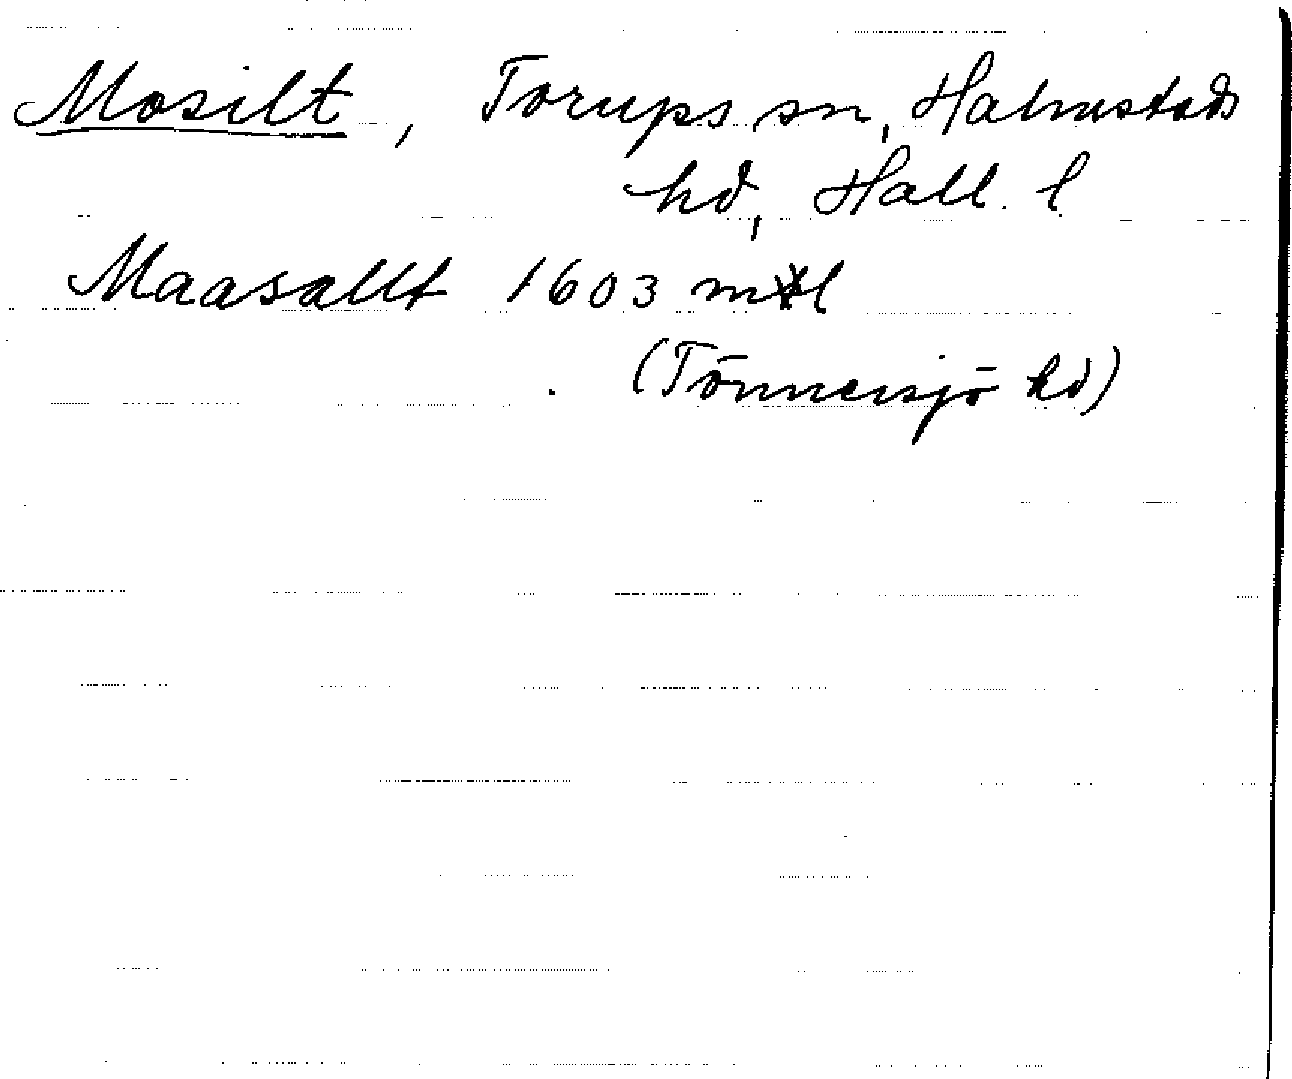 Mosilt, Torups sn, Halmstads
hd, Hall. l
Maasallt 1603 mtl
(Tönnersjö hd)